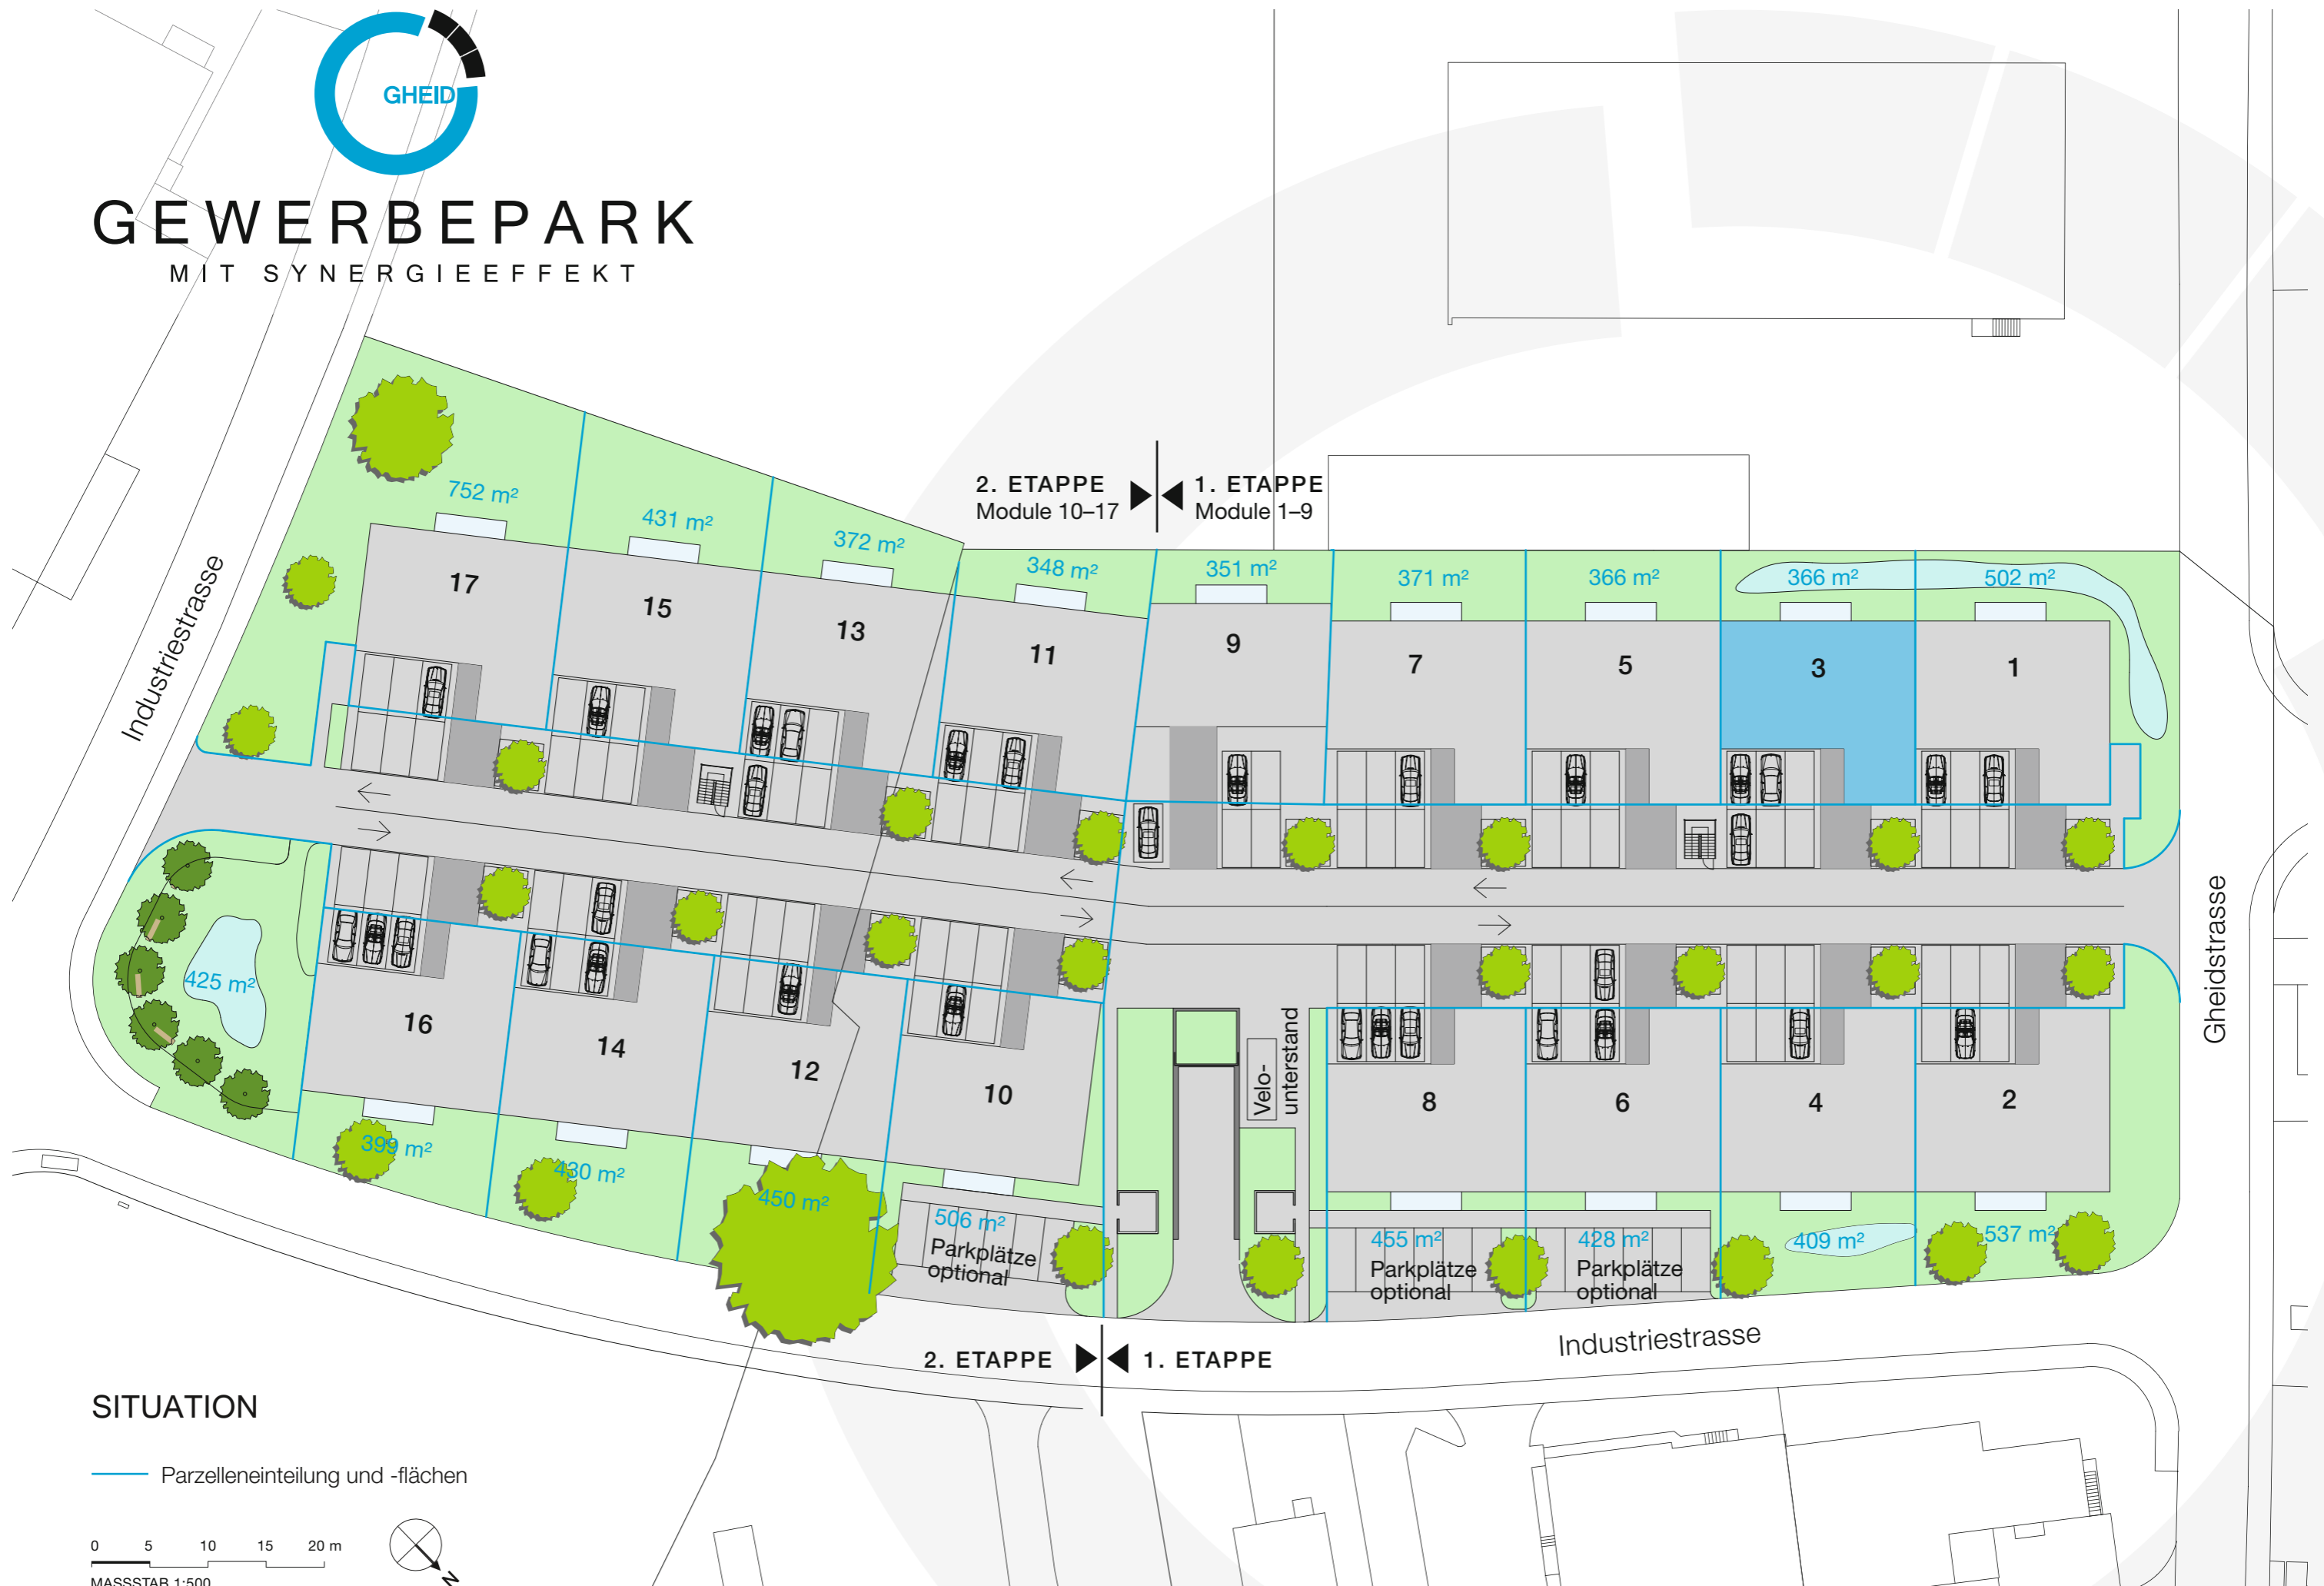 GHEID
GEWERBEPARK
MIT SYNERGIEEFFEKT
2. ETAPPE
Module 10–17
1. ETAPPE
Module 1–9
752 m²
431 m²
372 m²
348 m²
351 m²
371 m²
366 m²
366 m²
502 m²
17
15
13
11
9
7
5
3
1
Industriestrasse
Gheidstrasse
425 m²
16
14
12
10
Velo-
unterstand
8
6
4
2
399 m²
430 m²
450 m²
506 m²
Parkplätze
optional
455 m²
Parkplätze
optional
428 m²
Parkplätze
optional
409 m²
537 m²
Industriestrasse
2. ETAPPE
1. ETAPPE
SITUATION
Parzelleneinteilung und -flächen
0 5 10 15 20 m
MASSSTAB 1:500
N